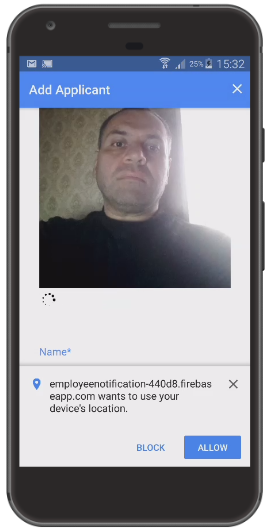 25% 15:32
Add Applicant
Name*
employeenotification-440d8.firebas
eapp.com wants to use your
device's location.
BLOCK ALLOW